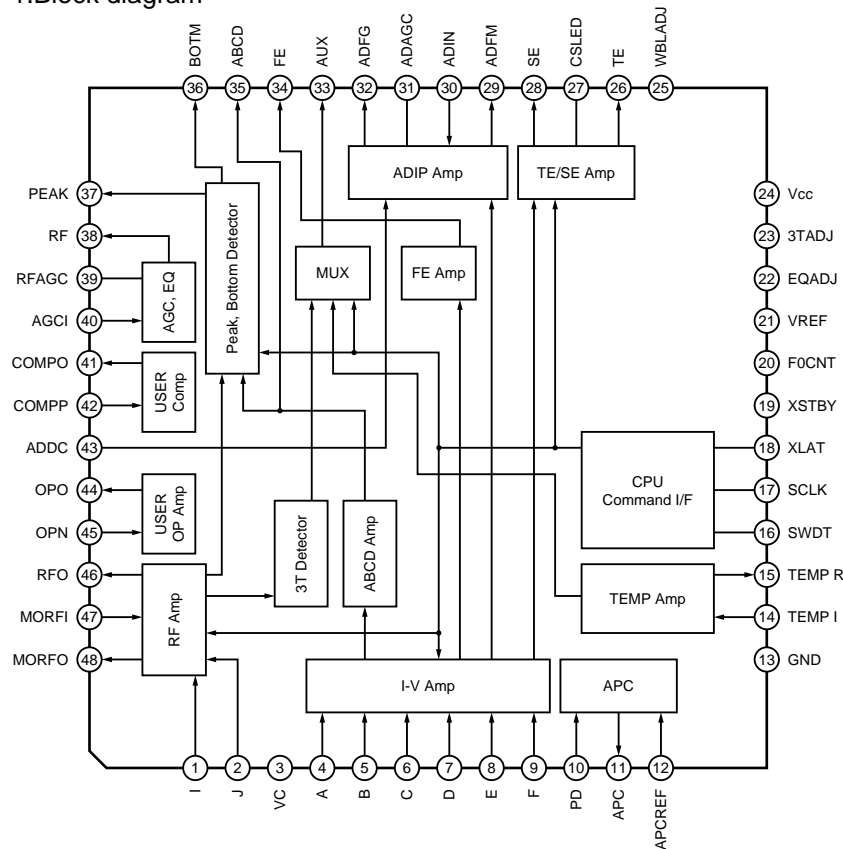 1.Block diagram
BOTM
ABCD
FE
AUX
ADFG
ADAGC
ADIN
ADFM
SE
CSLED
TE
WBLADJ
36
35
34
33
32
31
30
29
28
27
26
25
ADIP Amp
TE/SE Amp
PEAK 37
RF 38
RFAGC 39
AGCI 40
COMPO 41
COMPP 42
ADDC 43
OPO 44
OPN 45
RFO 46
MORFI 47
MORFO 48
Peak, Bottom Detector
AGC, EQ
USER
Comp
USER
OP Amp
RF Amp
MUX
FE Amp
3T Detector
ABCD Amp
CPU
Command I/F
TEMP Amp
I-V Amp
APC
24 Vcc
23 3TADJ
22 EQADJ
21 VREF
20 F0CNT
19 XSTBY
18 XLAT
17 SCLK
16 SWDT
15 TEMP R
14 TEMP I
13 GND
1
2
3
4
5
6
7
8
9
10
11
12
I
J
VC
A
B
C
D
E
F
PD
APC
APCREF